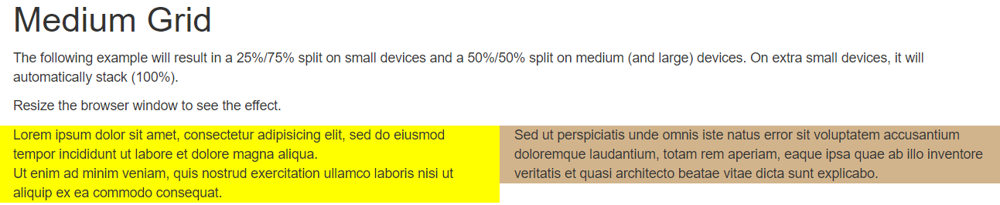 Medium Grid
The following example will result in a 25%/75% split on small devices and a 50%/50% split on medium (and large) devices. On extra small devices, it will
automatically stack (100%).
Resize the browser window to see the effect.
Lorem ipsum dolor sit amet, consectetur adipisicing elit, sed do eiusmod
tempor incididunt ut labore et dolore magna aliqua.
Ut enim ad minim veniam, quis nostrud exercitation ullamco laboris nisi ut
aliquip ex ea commodo consequat.
Sed ut perspiciatis unde omnis iste natus error sit voluptatem accusantium
doloremque laudantium, totam rem aperiam, eaque ipsa quae ab illo inventore
veritatis et quasi architecto beatae vitae dicta sunt explicabo.